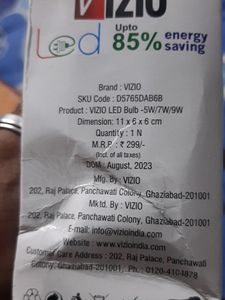 VIZIO
Led
Upto
85% energy
saving
Brand : VIZIO
SKU Code : D5765DAB6B
Product : VIZIO LED Bulb -5W/7W/9W
Dimension: 11 x 6 x 6 cm
Quantity : 1 N
M.R.P. : ₹ 299/-
(Incl. of all taxes)
DOM : August, 2023
Mfg. By : VIZIO
202, Raj Palace, Panchawati Colony, Ghaziabad-201001
Mktd. By : VIZIO
202, Raj Palace, Panchawati Colony, Ghaziabad-201001
E-mail: info@vizioindia.com
Website : www.vizioindia.com
Customer Care Address : 202, Raj Palace, Panchawati
Colony, Ghaziabad-201001, Ph.: 0120-4104878